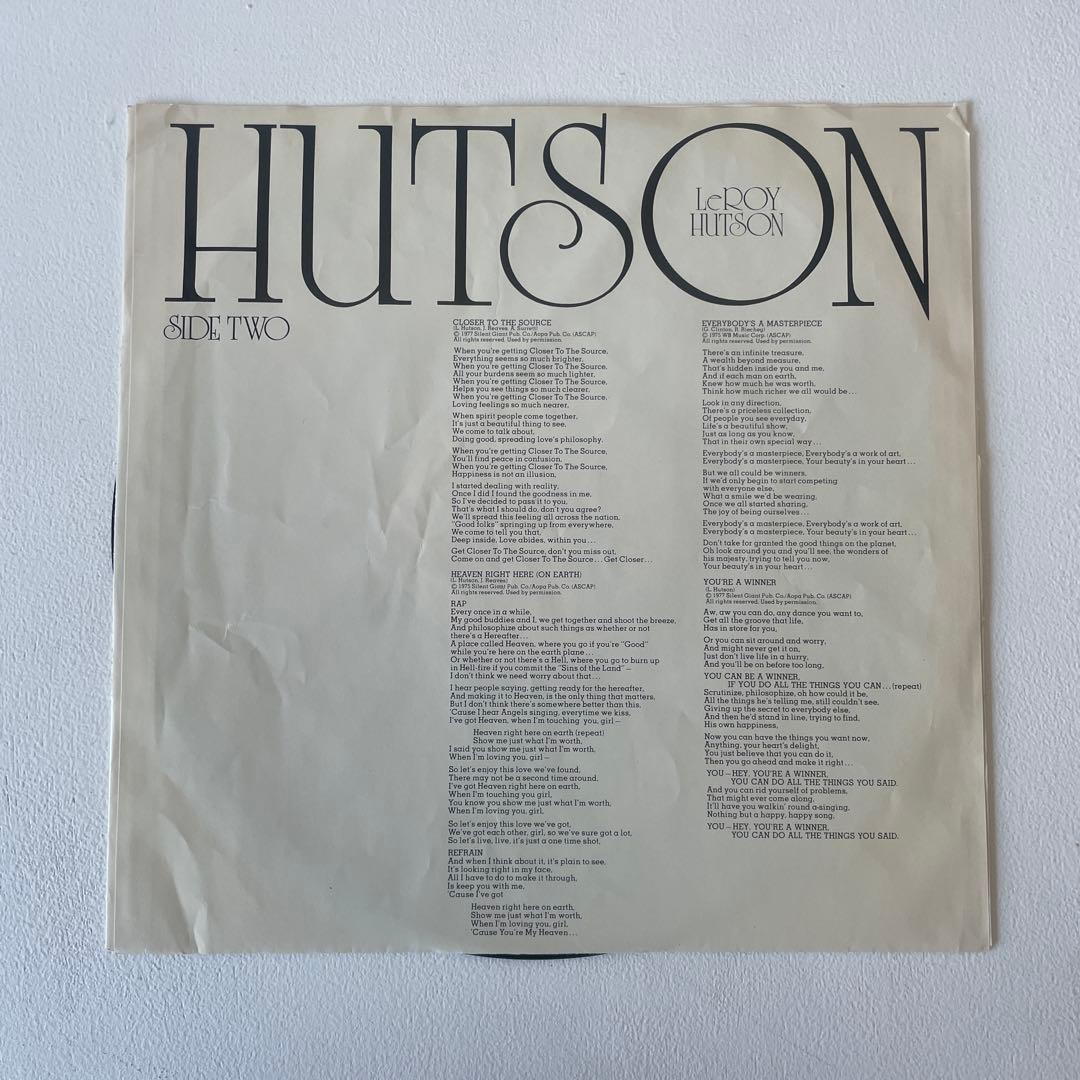 HUTSON
LeROY
HUTSON
SIDE TWO
CLOSER TO THE SOURCE
(L. Hutson, J. Reaves, A. Surrett)
© 1977 Silent Giant Pub. Co./Aopa Pub. Co. (ASCAP)
All rights reserved. Used by permission.
When you're getting Closer To The Source,
Everything seems so much brighter,
When you're getting Closer To The Source,
All your burdens seem so much lighter,
When you're getting Closer To The Source,
Helps you see things so much clearer,
When you're getting Closer To The Source,
Loving feelings so much nearer,
When spirit people come together,
It's just a beautiful thing to see,
We come to talk about,
Doing good, spreading love's philosophy.
When you're getting Closer To The Source,
You'll find peace in confusion,
When you're getting Closer To The Source,
Happiness is not an illusion,
I started dealing with reality,
Once I did I found the goodness in me,
So I've decided to pass it to you,
That's what I should do, don't you agree?
We'll spread this feeling all across the nation,
"Good folks" springing up from everywhere,
We come to tell you that,
Deep inside, Love abides, within you...
Get Closer To The Source, don't you miss out,
Come on and get Closer To The Source... Get Closer...
HEAVEN RIGHT HERE (ON EARTH)
(L. Hutson, J. Reaves)
© 1975 Silent Giant Pub. Co./Aopa Pub. Co. (ASCAP)
All rights reserved. Used by permission.
RAP
Every once in a while,
My good buddies and I, we get together and shoot the breeze,
And philosophize about such things as whether or not
there's a Hereafter...
A place called Heaven, where you go if you're "Good"
while you're here on the earth plane...
Or whether or not there's a Hell, where you go to burn up
in Hell-fire if you commit the "Sins of the Land" —
I don't think we need worry about that...
I hear people saying, getting ready for the hereafter,
And making it to Heaven, is the only thing that matters,
But I don't think there's somewhere better than this,
'Cause I hear Angels singing, everytime we kiss,
I've got Heaven, when I'm touching you, girl —
Heaven right here on earth (repeat)
Show me just what I'm worth,
I said you show me just what I'm worth,
When I'm loving you, girl —
So let's enjoy this love we've found,
There may not be a second time around,
I've got Heaven right here on earth,
When I'm touching you girl,
You know you show me just what I'm worth,
When I'm loving you, girl,
So let's enjoy this love we've got,
We've got each other, girl, so we've sure got a lot,
So let's live, live, it's just a one time shot,
REFRAIN
And when I think about it, it's plain to see,
It's looking right in my face,
All I have to do to make it through,
Is keep you with me,
'Cause I've got
Heaven right here on earth,
Show me just what I'm worth,
When I'm loving you, girl,
'Cause You're My Heaven...
EVERYBODY'S A MASTERPIECE
(G. Clinton, R. Riecheg)
© 1975 WB Music Corp. (ASCAP)
All rights reserved. Used by permission.
There's an infinite treasure,
A wealth beyond measure,
That's hidden inside you and me,
And if each man on earth,
Knew how much he was worth,
Think how much richer we all would be...
Look in any direction,
There's a priceless collection,
Of people you see everyday,
Life's a beautiful show,
Just as long as you know,
That in their own special way...
Everybody's a masterpiece, Everybody's a work of art,
Everybody's a masterpiece, Your beauty's in your heart...
But we all could be winners,
If we'd only begin to start competing
with everyone else,
What a smile we'd be wearing,
Once we all started sharing,
The joy of being ourselves...
Everybody's a masterpiece, Everybody's a work of art,
Everybody's a masterpiece, Your beauty's in your heart...
Don't take for granted the good things on the planet,
Oh look around you and you'll see, the wonders of
his majesty, trying to tell you now,
Your beauty's in your heart...
YOU'RE A WINNER
(L. Hutson)
© 1977 Silent Giant Pub. Co./Aopa Pub. Co. (ASCAP)
All rights reserved. Used by permission.
Aw, aw you can do, any dance you want to,
Get all the groove that life,
Has in store for you,
Or you can sit around and worry,
And might never get it on,
Just don't live life in a hurry,
And you'll be on before too long,
YOU CAN BE A WINNER,
IF YOU DO ALL THE THINGS YOU CAN... (repeat)
Scrutinize, philosophize, oh how could it be,
All the things he's telling me, still couldn't see,
Giving up the secret to everybody else,
And then he'd stand in line, trying to find,
His own happiness,
Now you can have the things you want now,
Anything, your heart's delight,
You just believe that you can do it,
Then you go ahead and make it right...
YOU — HEY, YOU'RE A WINNER,
YOU CAN DO ALL THE THINGS YOU SAID.
And you can rid yourself of problems,
That might ever come along,
It'll have you walkin' round a-singing,
Nothing but a happy, happy song,
YOU — HEY, YOU'RE A WINNER,
YOU CAN DO ALL THE THINGS YOU SAID.